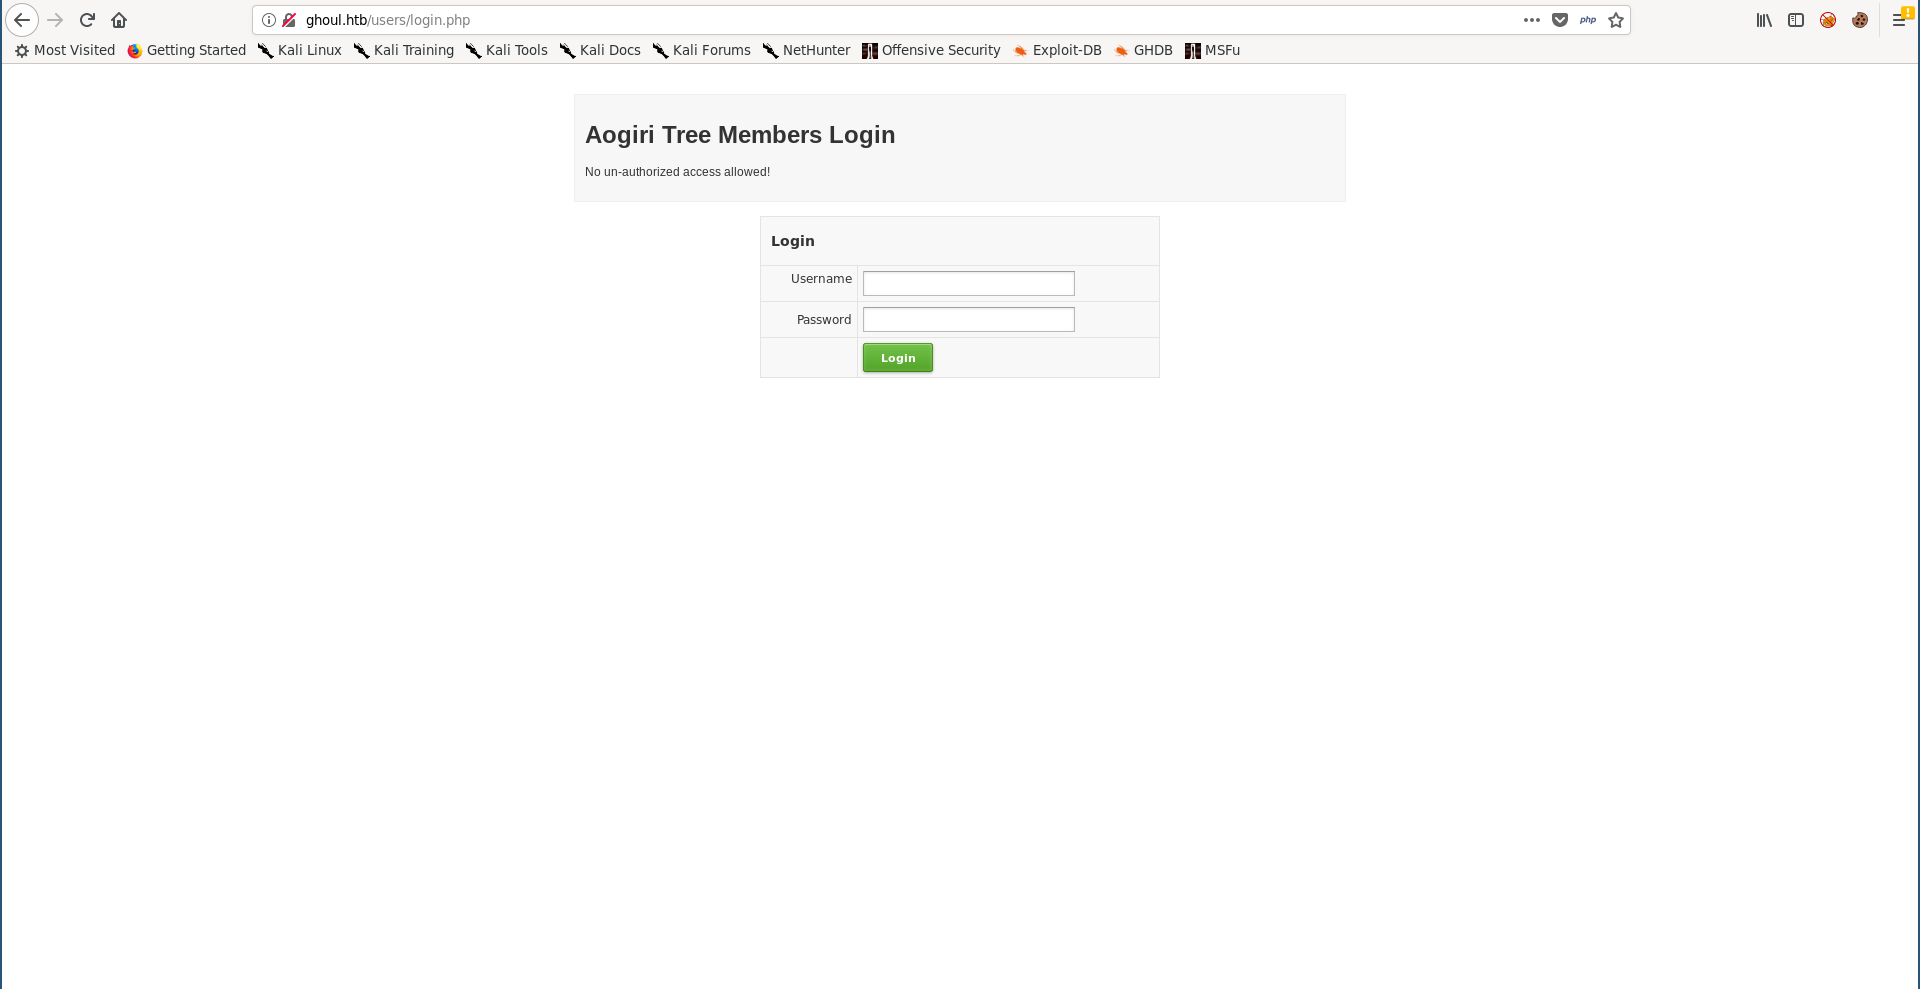 ghoul.htb/users/login.php
php
Most Visited Getting Started Kali Linux Kali Training Kali Tools Kali Docs Kali Forums NetHunter Offensive Security Exploit-DB GHDB MSFu
Aogiri Tree Members Login
No un-authorized access allowed!
Login
Username
Password
Login